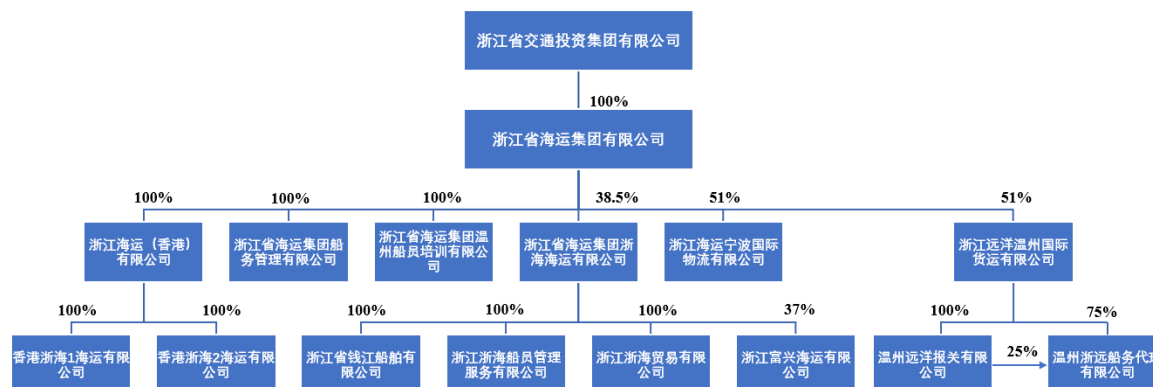 浙江省交通投资集团有限公司
100%
浙江省海运集团有限公司
100%
100%
100%
38.5%
51%
51%
浙江海运（香港）
有限公司
浙江省海运集团船
务管理有限公司
浙江省海运集团温
州船员培训有限公
司
浙江省海运集团浙
海海运有限公司
浙江海运宁波国际
物流有限公司
浙江远洋温州国际
货运有限公司
100%
100%
100%
100%
100%
37%
100%
75%
香港浙海1海运有限
公司
香港浙海2海运有限
公司
浙江省钱江船舶有
限公司
浙江浙海船员管理
服务有限公司
浙江浙海贸易有限
公司
浙江富兴海运有限
公司
温州远洋报关有限
公司
25%
温州浙远船务代理
有限公司